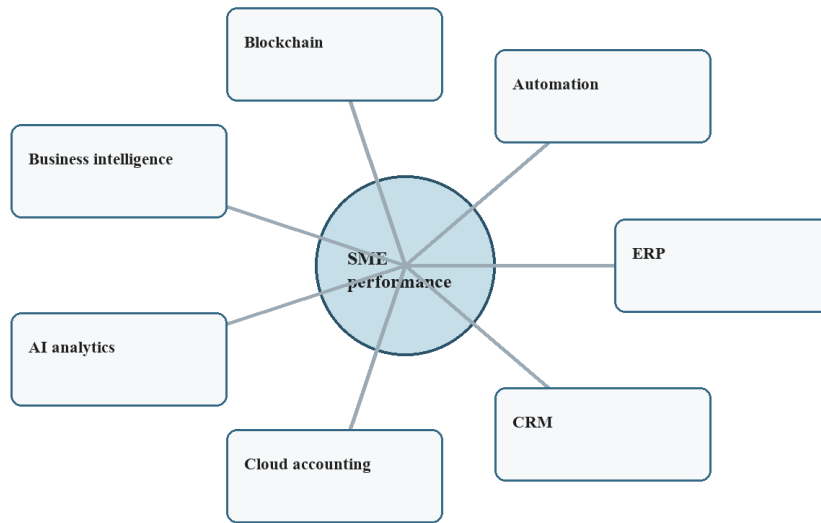 Blockchain
Automation
Business intelligence
SME
performance
ERP
AI analytics
CRM
Cloud accounting